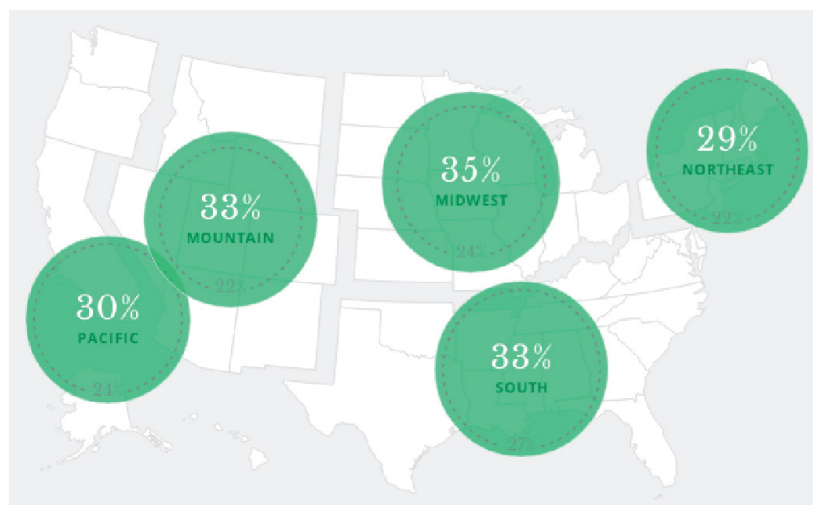 29%
NORTHEAST
22%
35%
MIDWEST
24%
33%
MOUNTAIN
22%
30%
PACIFIC
24%
33%
SOUTH
27%